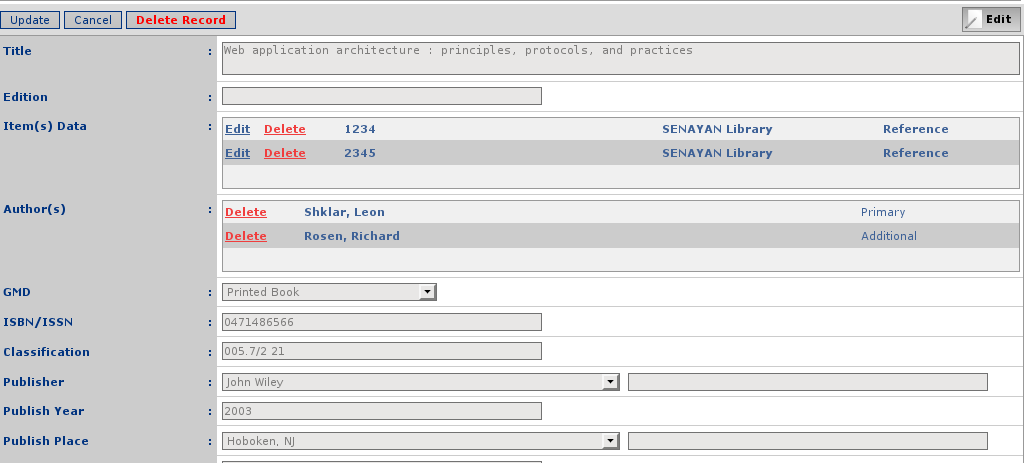 Update Cancel Delete Record Edit
Title : Web application architecture : principles, protocols, and practices
Edition :
Item(s) Data : Edit Delete 1234 SENAYAN Library Reference
Edit Delete 2345 SENAYAN Library Reference
Author(s) : Delete Shklar, Leon Primary
Delete Rosen, Richard Additional
GMD : Printed Book
ISBN/ISSN : 0471486566
Classification : 005.7/2 21
Publisher : John Wiley
Publish Year : 2003
Publish Place : Hoboken, NJ